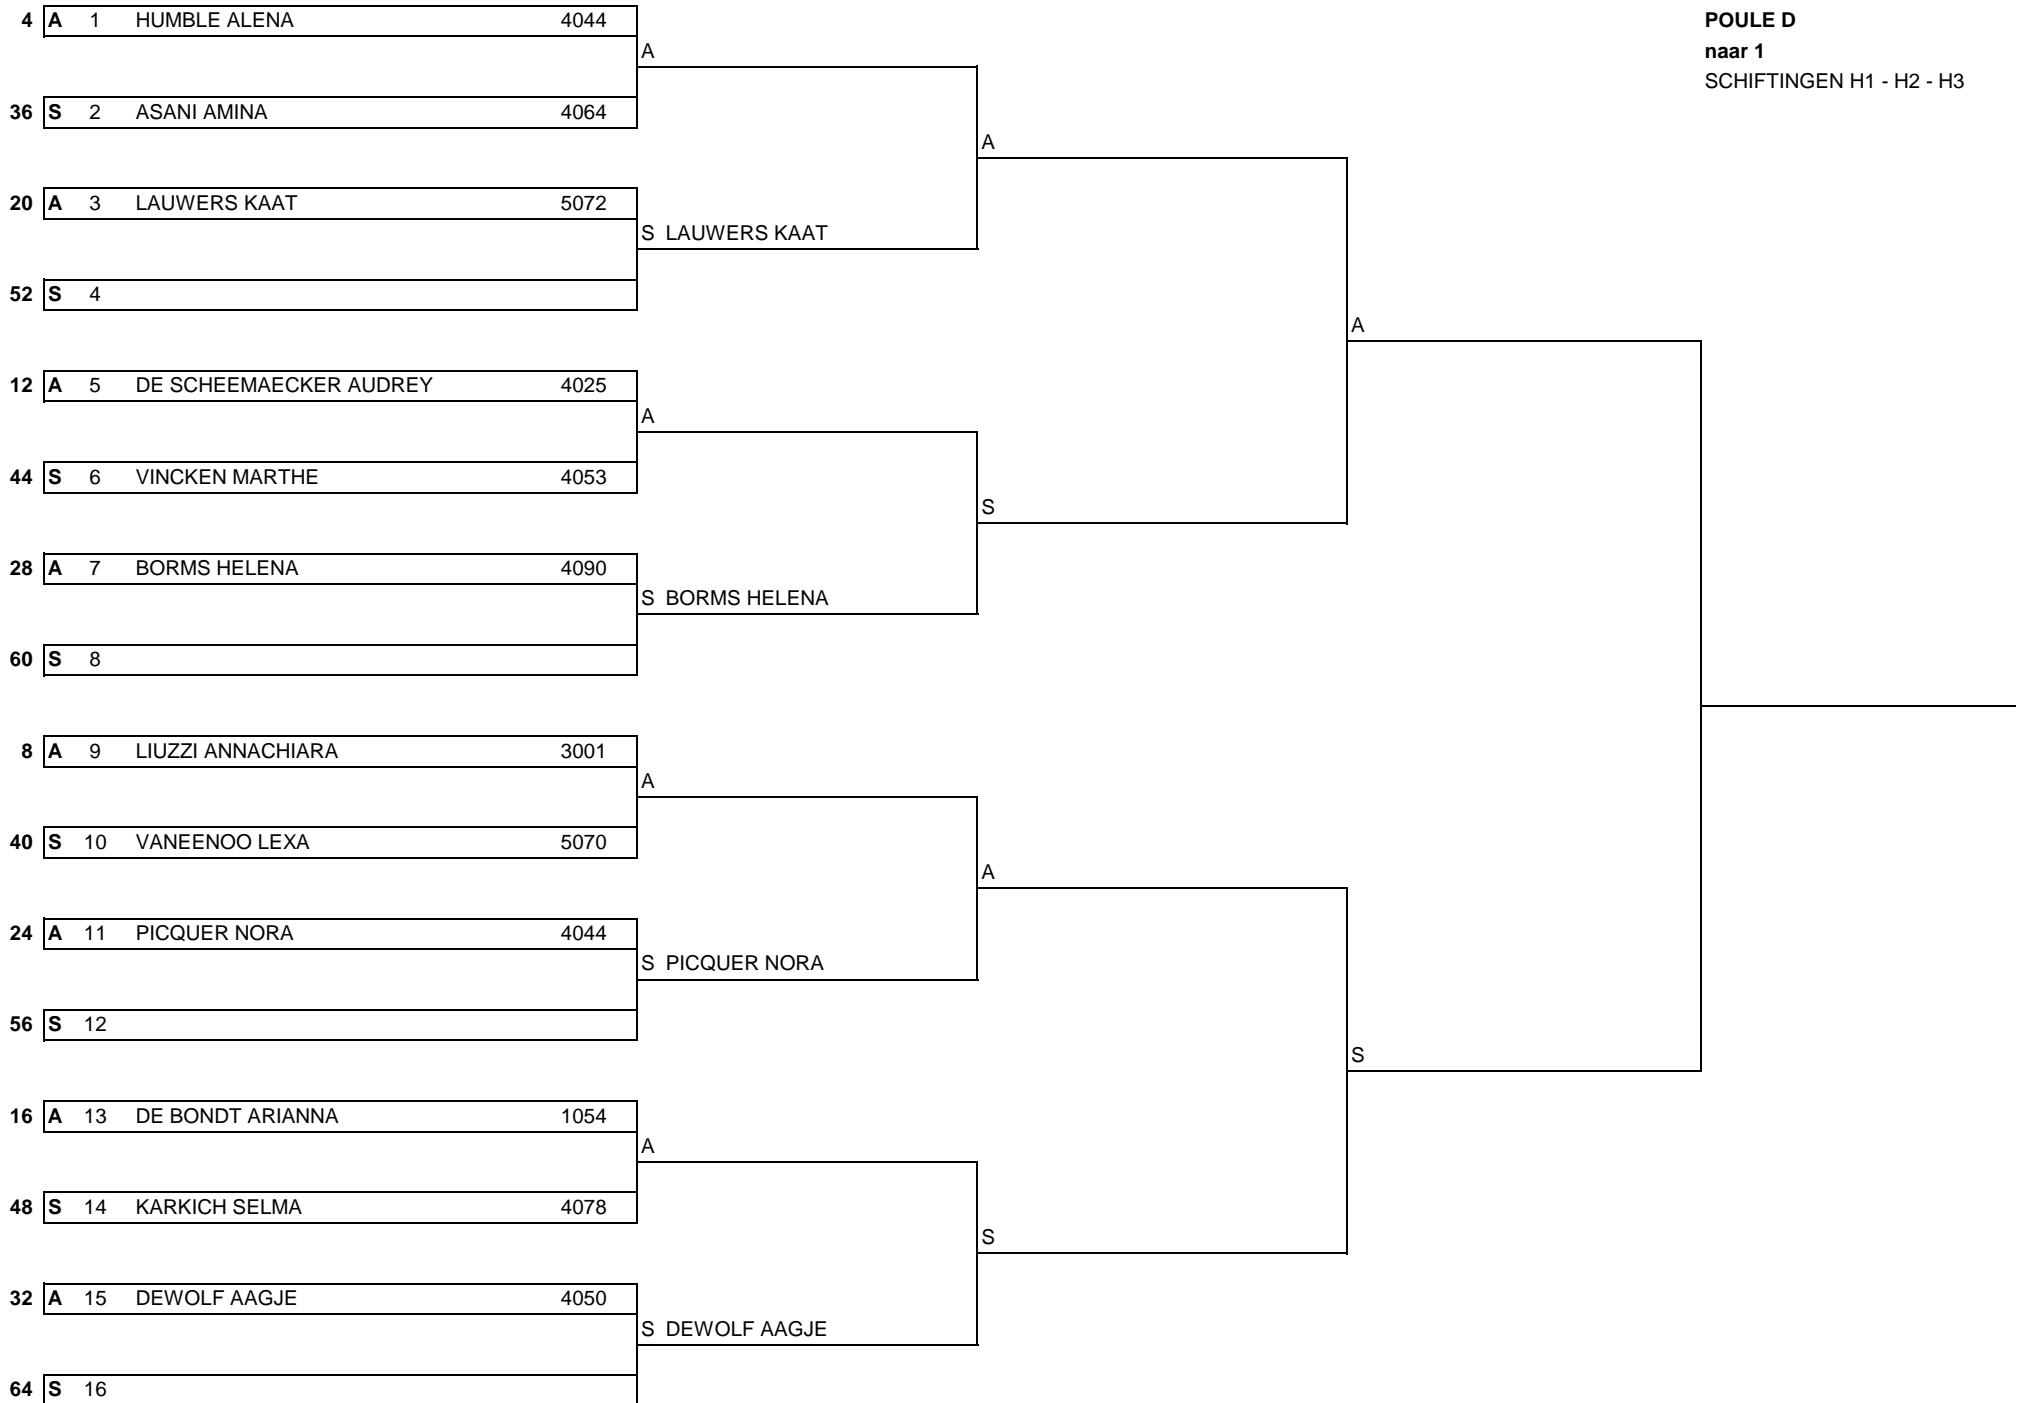 4 A 1 HUMBLE ALENA 4044
POULE D
naar 1
SCHIFTINGEN H1 - H2 - H3
A
36 S 2 ASANI AMINA 4064
A
20 A 3 LAUWERS KAAT 5072
S LAUWERS KAAT
52 S 4
A
12 A 5 DE SCHEEMAECKER AUDREY 4025
A
44 S 6 VINCKEN MARTHE 4053
S
28 A 7 BORMS HELENA 4090
S BORMS HELENA
60 S 8
8 A 9 LIUZZI ANNACHIARA 3001
A
40 S 10 VANEENOO LEXA 5070
A
24 A 11 PICQUER NORA 4044
S PICQUER NORA
56 S 12
S
16 A 13 DE BONDT ARIANNA 1054
A
48 S 14 KARKICH SELMA 4078
S
32 A 15 DEWOLF AAGJE 4050
S DEWOLF AAGJE
64 S 16